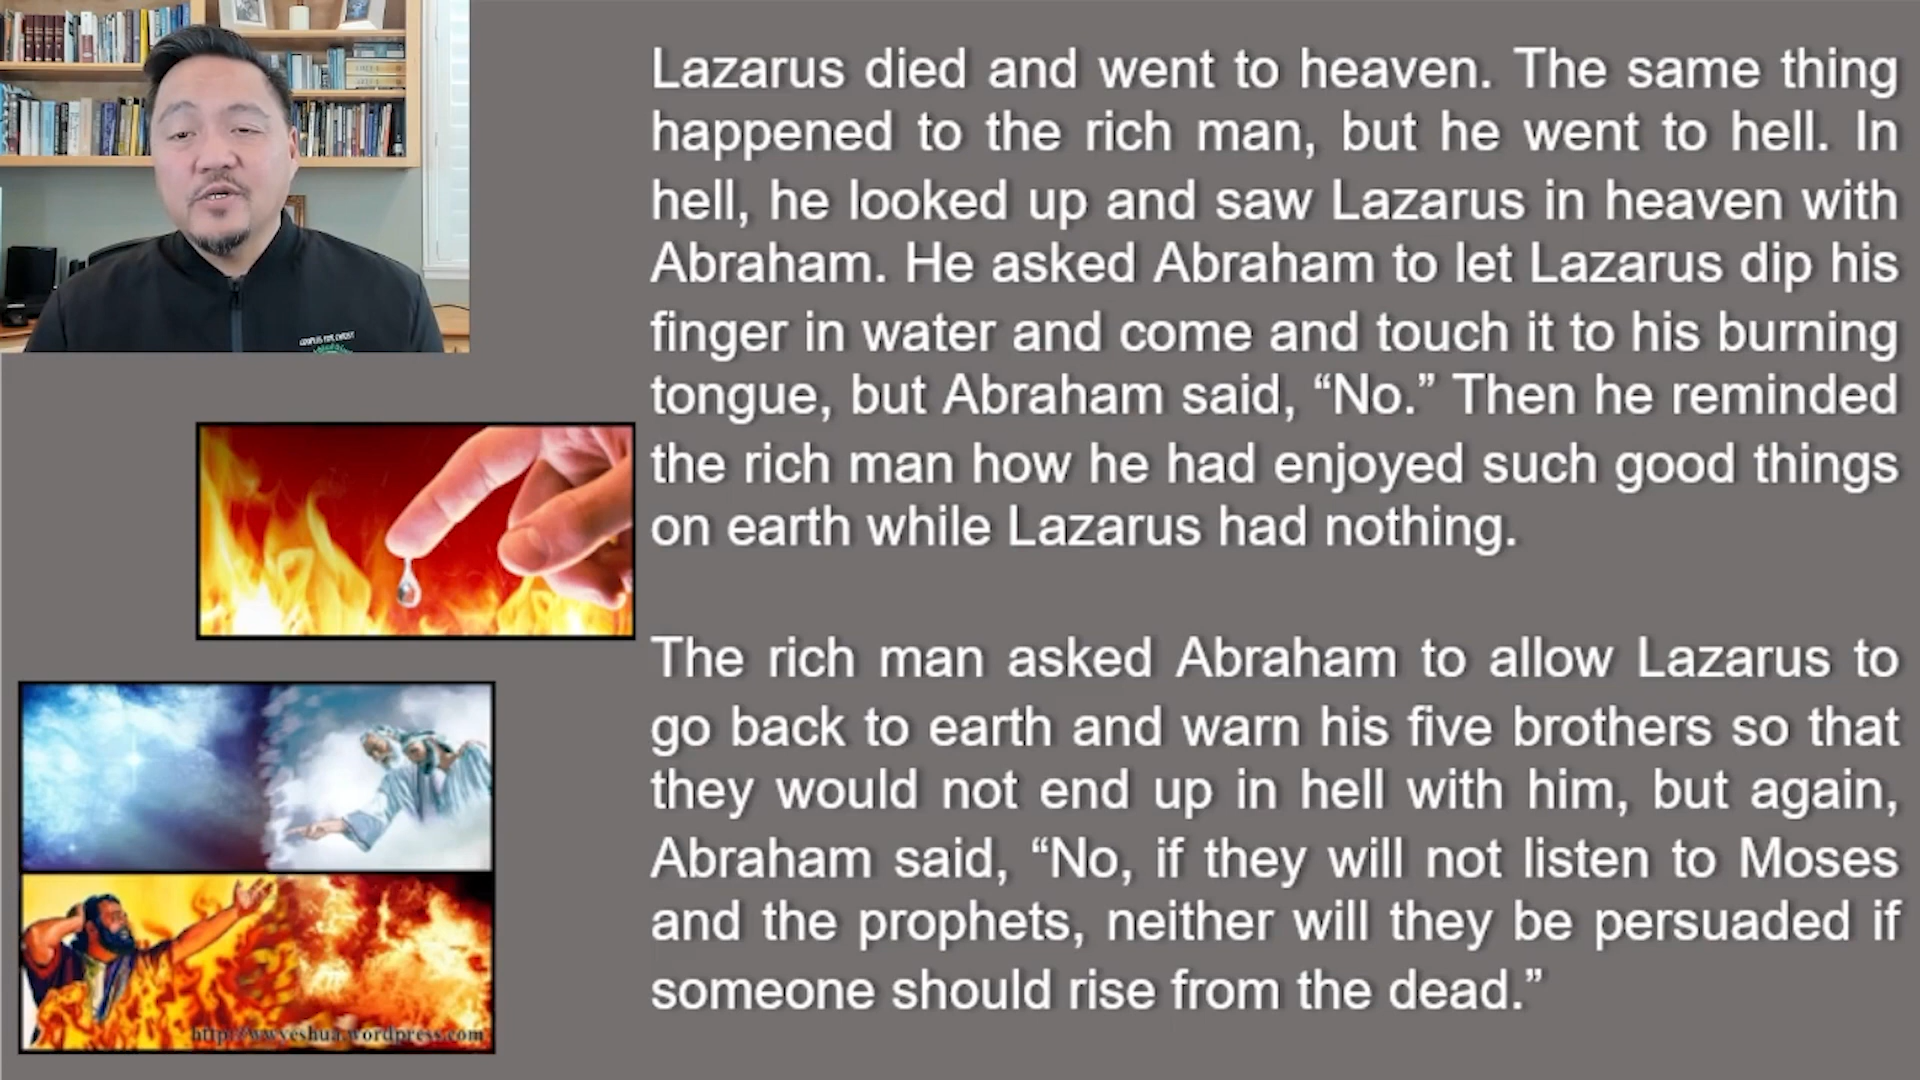 COUPLES FOR CHRIST
Lazarus died and went to heaven. The same thing
happened to the rich man, but he went to hell. In
hell, he looked up and saw Lazarus in heaven with
Abraham. He asked Abraham to let Lazarus dip his
finger in water and come and touch it to his burning
tongue, but Abraham said, “No.” Then he reminded
the rich man how he had enjoyed such good things
on earth while Lazarus had nothing.
The rich man asked Abraham to allow Lazarus to
go back to earth and warn his five brothers so that
they would not end up in hell with him, but again,
Abraham said, “No, if they will not listen to Moses
and the prophets, neither will they be persuaded if
someone should rise from the dead.”